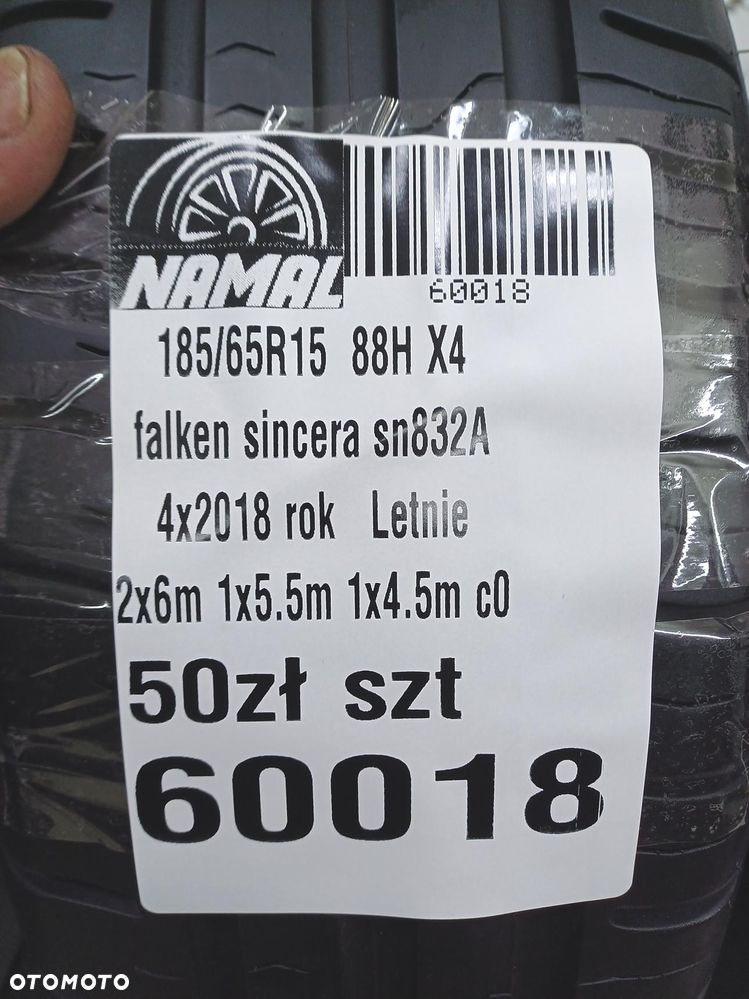 NAMAL
60018
185/65R15 88H X4
falken sincera sn832A
4x2018 rok Letnie
2x6m 1x5.5m 1x4.5m c0
50zł szt
60018
OTOMOTO